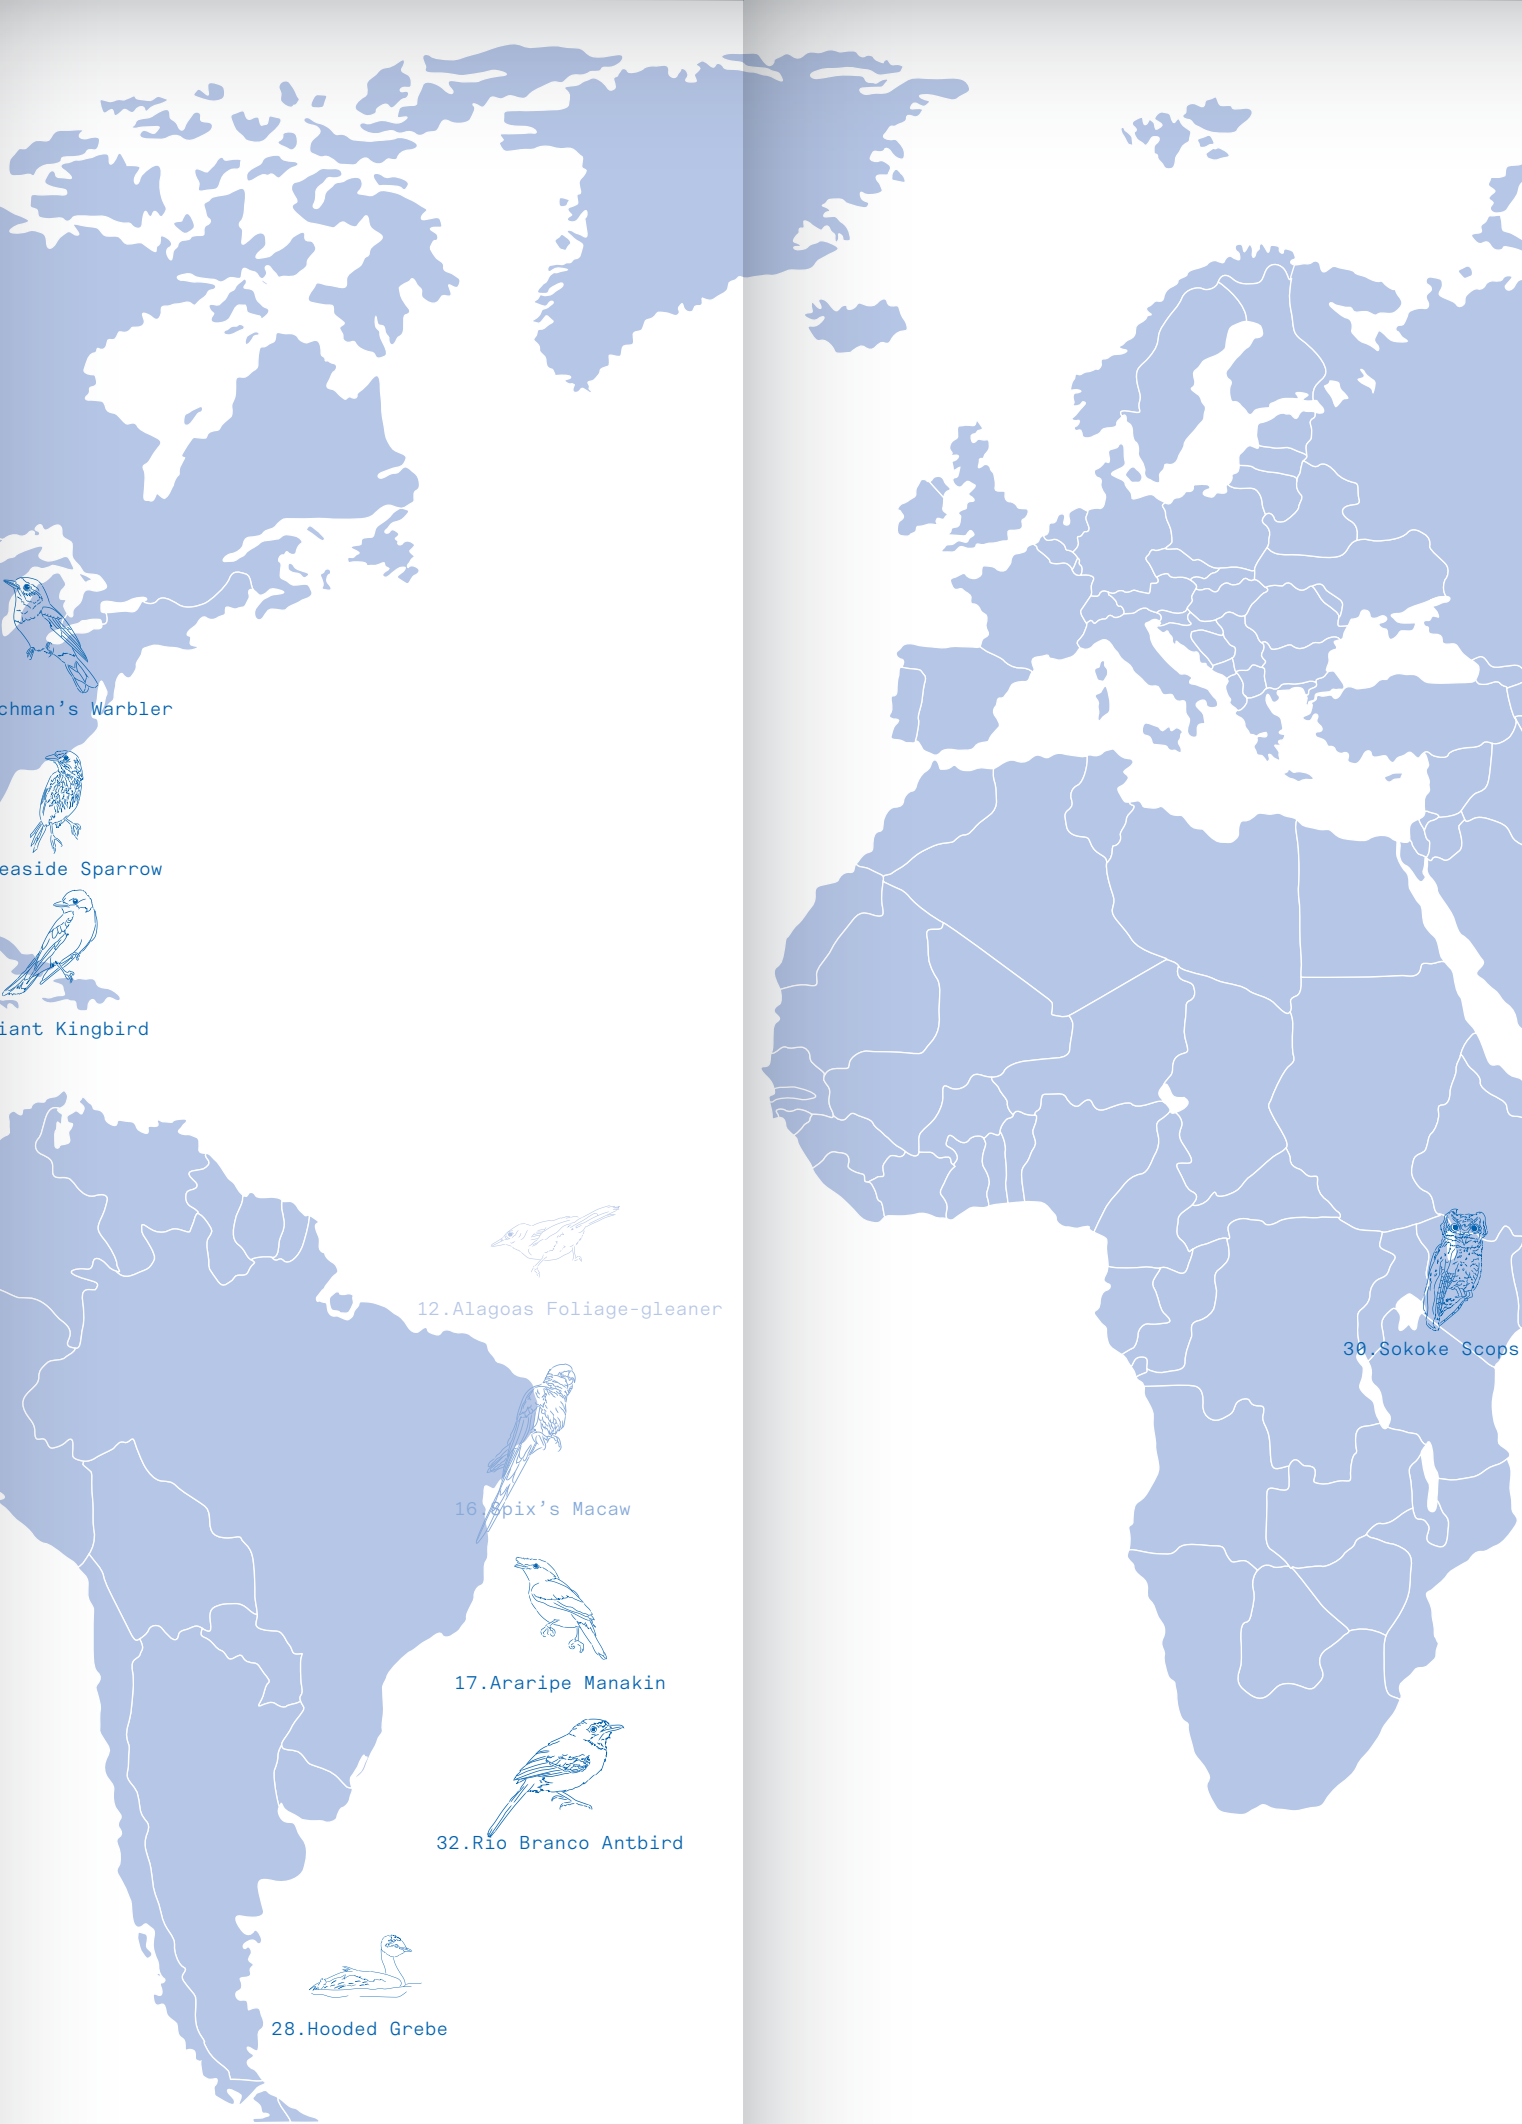 chman’s Warbler
easide Sparrow
iant Kingbird
12.Alagoas Foliage-gleaner
16.Spix’s Macaw
30.Sokoke Scops
17.Araripe Manakin
32.Rio Branco Antbird
28.Hooded Grebe